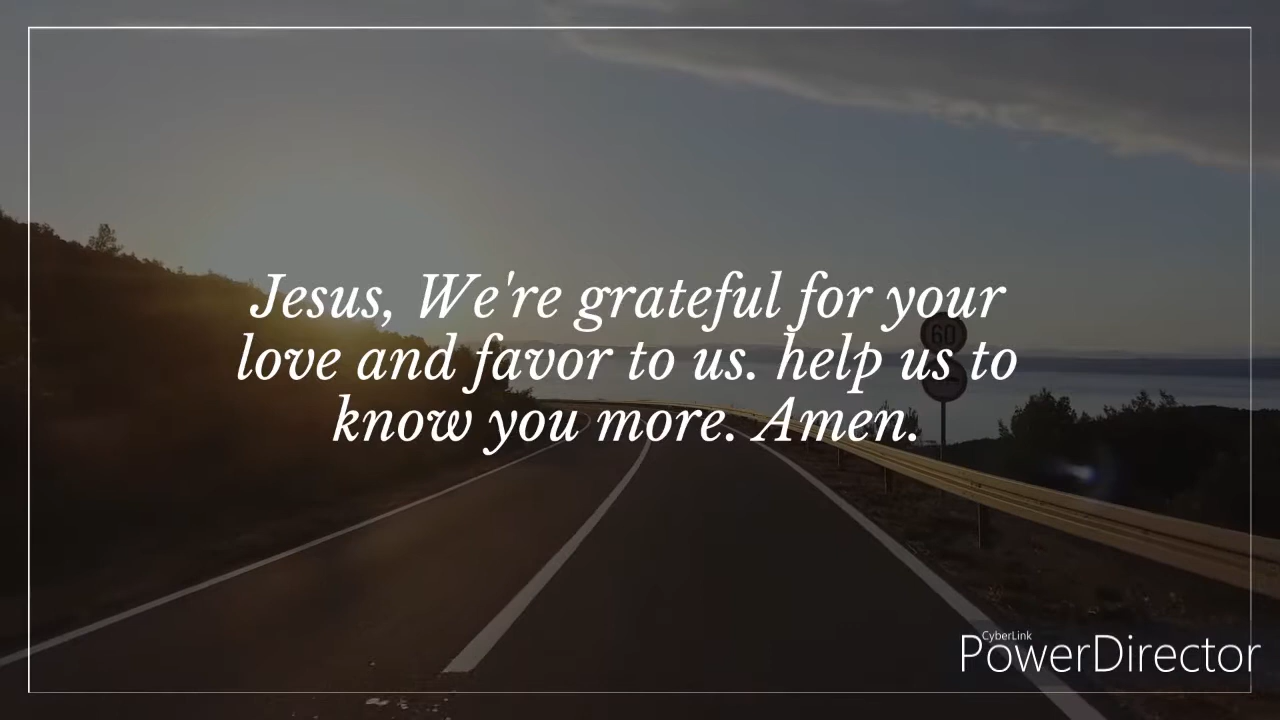 Jesus, We're grateful for your
love and favor to us. help us to
know you more. Amen.
60
CyberLink
PowerDirector